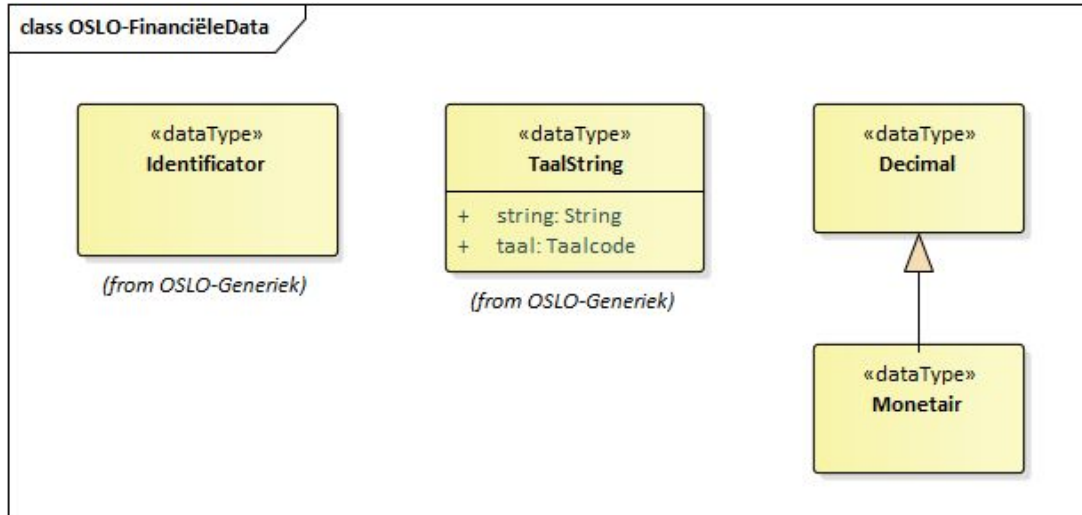 class OSLO-FinanciëleData
«dataType»
Identificator
(from OSLO-Generiek)
«dataType»
TaalString
+ string: String
+ taal: Taalcode
(from OSLO-Generiek)
«dataType»
Decimal
«dataType»
Monetair